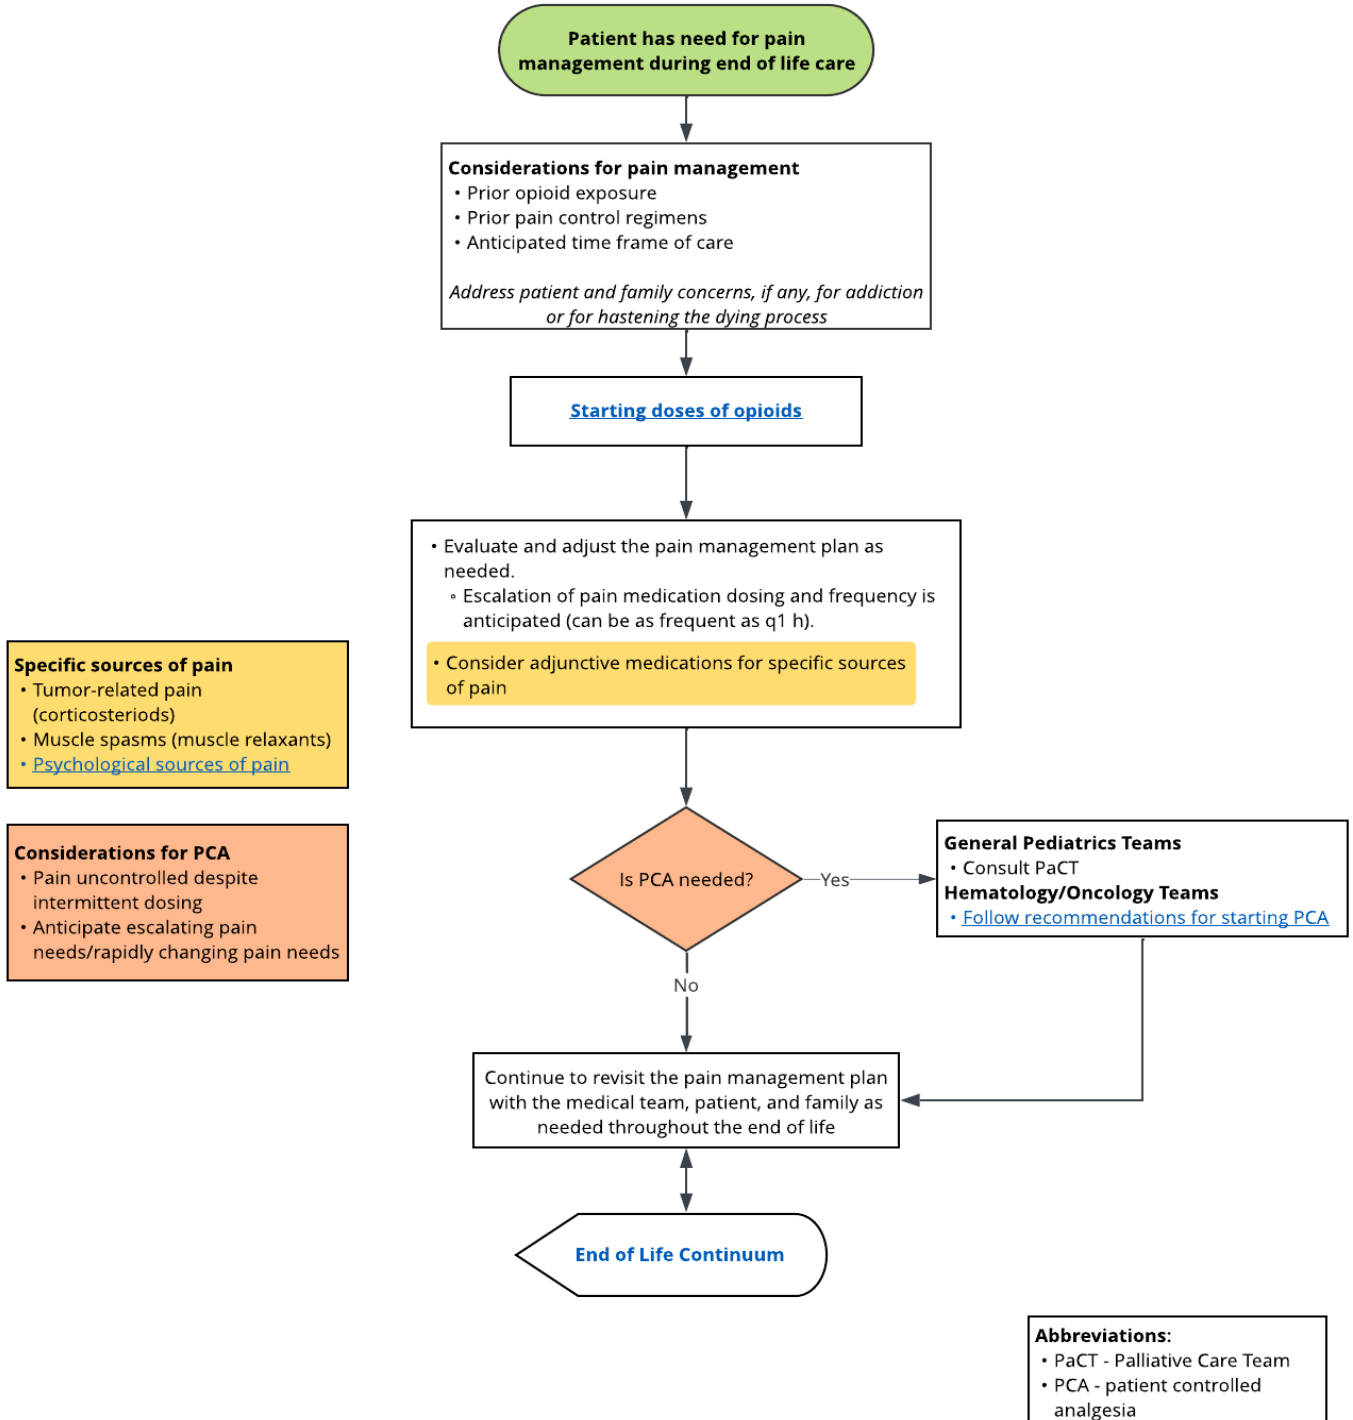 Patient has need for pain
management during end of life care
Considerations for pain management
• Prior opioid exposure
• Prior pain control regimens
• Anticipated time frame of care
Address patient and family concerns, if any, for addiction
or for hastening the dying process
Starting doses of opioids
• Evaluate and adjust the pain management plan as
needed.
◦ Escalation of pain medication dosing and frequency is
anticipated (can be as frequent as q1 h).
• Consider adjunctive medications for specific sources
of pain
Specific sources of pain
• Tumor-related pain
(corticosteriods)
• Muscle spasms (muscle relaxants)
• Psychological sources of pain
Considerations for PCA
• Pain uncontrolled despite
intermittent dosing
• Anticipate escalating pain
needs/rapidly changing pain needs
Is PCA needed?
Yes
General Pediatrics Teams
• Consult PaCT
Hematology/Oncology Teams
• Follow recommendations for starting PCA
No
Continue to revisit the pain management plan
with the medical team, patient, and family as
needed throughout the end of life
End of Life Continuum
Abbreviations:
• PaCT - Palliative Care Team
• PCA - patient controlled
analgesia